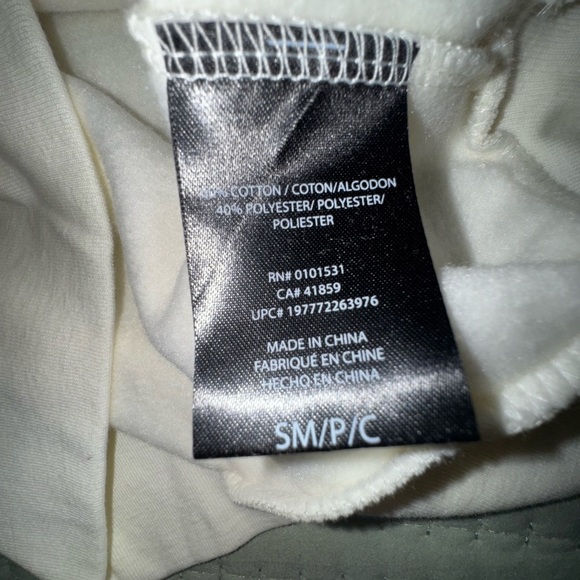 COTTON / COTON/ALGODON
40% POLYESTER/ POLYESTER/
POLIESTER
RN# 0101531
CA# 41859
UPC# 197772263976
MADE IN CHINA
FABRIQUÉ EN CHINE
HECHO EN CHINA
SM/P/C